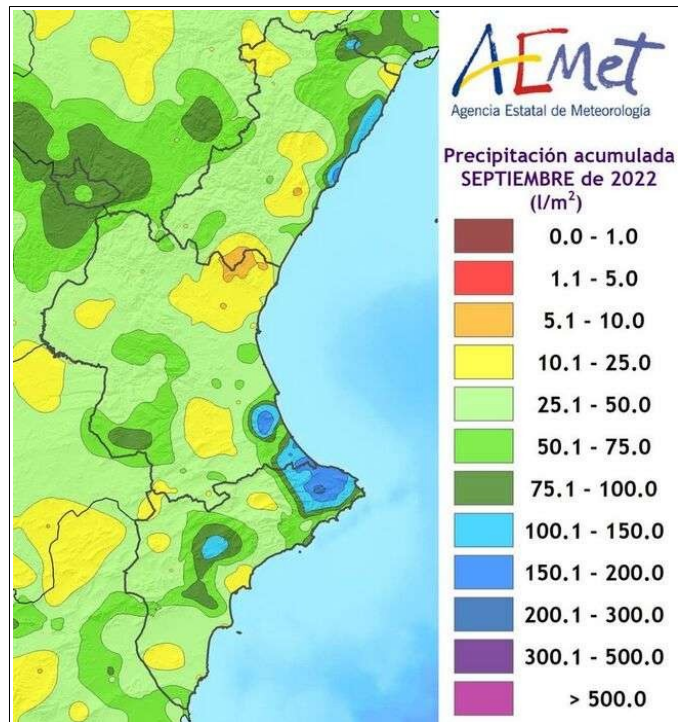 AEMet
Agencia Estatal de Meteorología
Precipitación acumulada
SEPTIEMBRE de 2022
(l/m²)
0.0 - 1.0
1.1 - 5.0
5.1 - 10.0
10.1 - 25.0
25.1 - 50.0
50.1 - 75.0
75.1 - 100.0
100.1 - 150.0
150.1 - 200.0
200.1 - 300.0
300.1 - 500.0
> 500.0